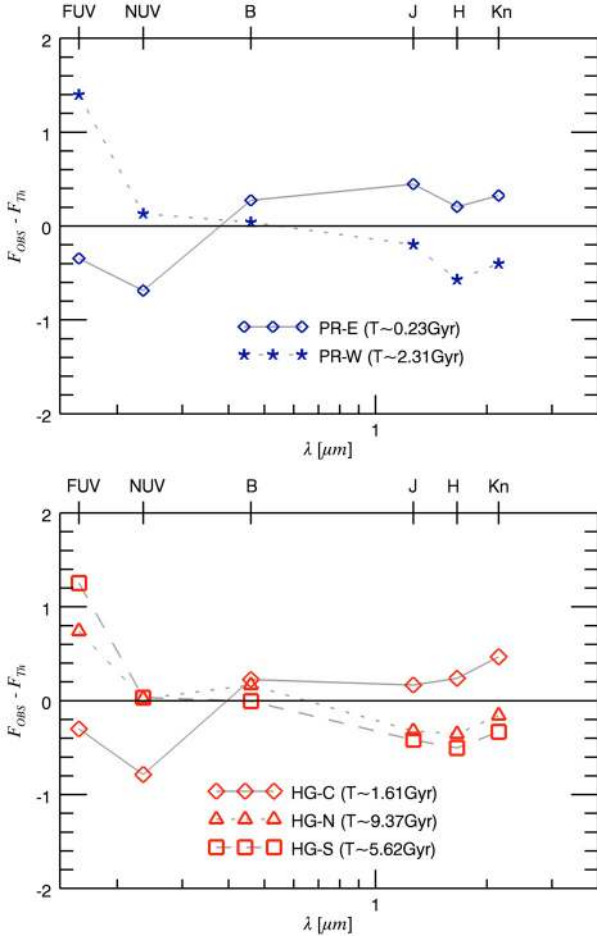 FUV NUV B J H Kn
2
1
0
-1
-2
F_OBS - F_Th
PR-E (T~0.23Gyr)
PR-W (T~2.31Gyr)
1
λ [μm]
FUV NUV B J H Kn
2
1
0
-1
-2
F_OBS - F_Th
HG-C (T~1.61Gyr)
HG-N (T~9.37Gyr)
HG-S (T~5.62Gyr)
1
λ [μm]